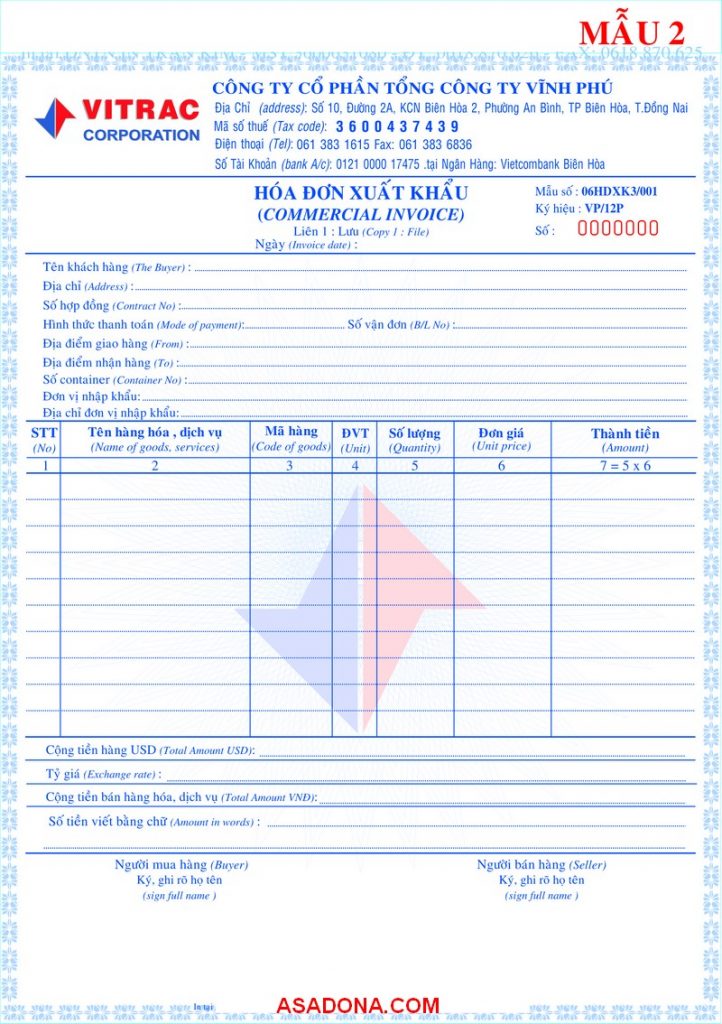 MẪU 2
FAX: 0618.870.625
VITRAC
CORPORATION
CÔNG TY CỔ PHẦN TỔNG CÔNG TY VĨNH PHÚ
Địa Chỉ (address): Số 10, Đường 2A, KCN Biên Hòa 2, Phường An Bình, TP Biên Hòa, T.Đồng Nai
Mã số thuế (Tax code): 3 6 0 0 4 3 7 4 3 9
Điện thoại (Tel): 061 383 1615 Fax: 061 383 6836
Số Tài Khoản (bank A/c): 0121 0000 17475 .tại Ngân Hàng: Vietcombank Biên Hòa
HÓA ĐƠN XUẤT KHẨU
(COMMERCIAL INVOICE)
Liên 1 : Lưu (Copy 1 : File)
Ngày (Invoice date) :
Mẫu số : 06HDXK3/001
Ký hiệu : VP/12P
Số : 0000000
Tên khách hàng (The Buyer) :
Địa chỉ (Address) :
Số hợp đồng (Contract No) :
Hình thức thanh toán (Mode of payment): Số vận đơn (B/L No) :
Địa điểm giao hàng (From) :
Địa điểm nhận hàng (To) :
Số container (Container No) :
Đơn vị nhập khẩu:
Địa chỉ đơn vị nhập khẩu:
STT Tên hàng hóa , dịch vụ Mã hàng ĐVT Số lượng Đơn giá Thành tiền
(No) (Name of goods, services) (Code of goods) (Unit) (Quantity) (Unit price) (Amount)
1 2 3 4 5 6 7 = 5 x 6
Cộng tiền hàng USD (Total Amount USD):
Tỷ giá (Exchange rate) :
Cộng tiền bán hàng hóa, dịch vụ (Total Amount VNĐ):
Số tiền viết bằng chữ (Amount in words) :
Người mua hàng (Buyer) Người bán hàng (Seller)
Ký, ghi rõ họ tên Ký, ghi rõ họ tên
(sign full name ) (sign full name )
In tại
ASADONA.COM